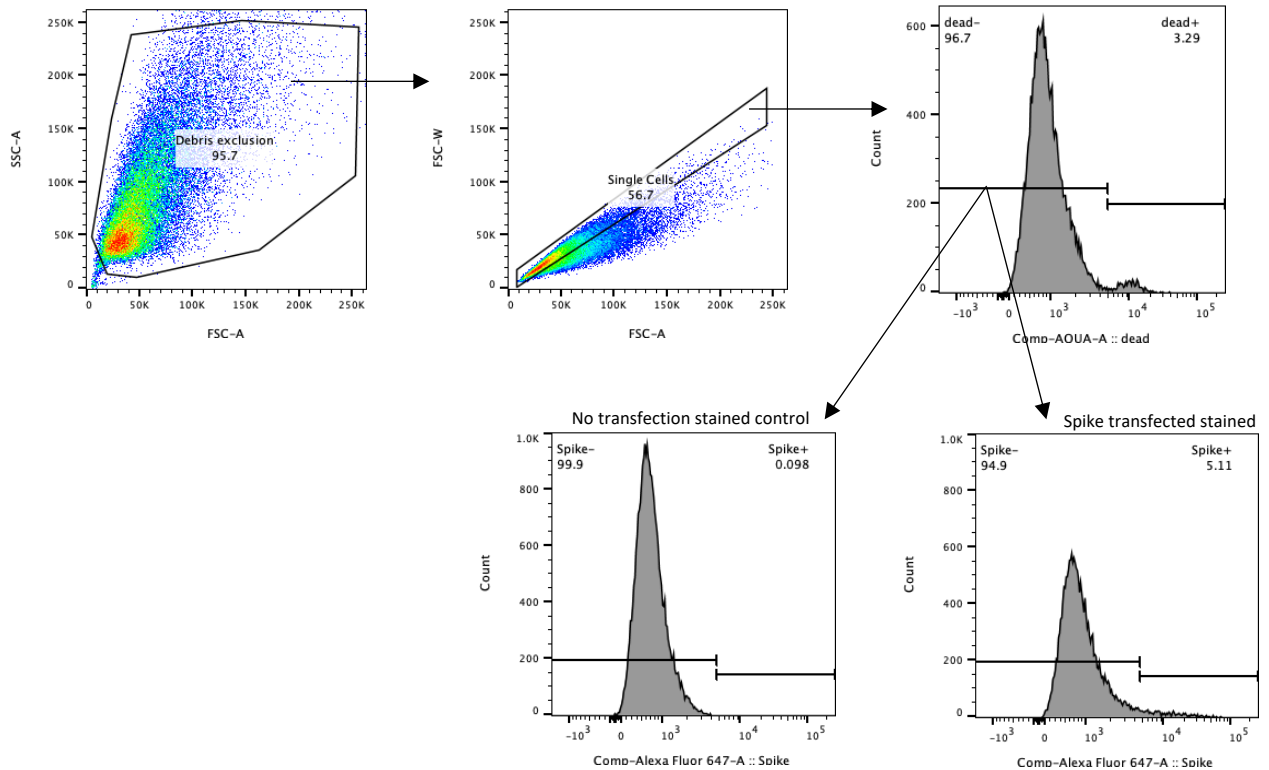 250K
200K
150K
100K
50K
0
SSC-A
Debris exclusion
95.7
0 50K 100K 150K 200K 250K
FSC-A
250K
200K
150K
100K
50K
0
FSC-W
Single Cells
56.7
0 50K 100K 150K 200K 250K
FSC-A
600
400
200
0
Count
dead- dead+
96.7 3.29
-10³ 0 10³ 10⁴ 10⁵
Comp-AQUA-A :: dead
No transfection stained control
1.0K
800
600
400
200
0
Count
Spike- Spike+
99.9 0.098
-10³ 0 10³ 10⁴ 10⁵
Comp-Alexa Fluor 647-A :: Spike
Spike transfected stained
1.0K
800
600
400
200
0
Count
Spike- Spike+
94.9 5.11
-10³ 0 10³ 10⁴ 10⁵
Comp-Alexa Fluor 647-A :: Spike